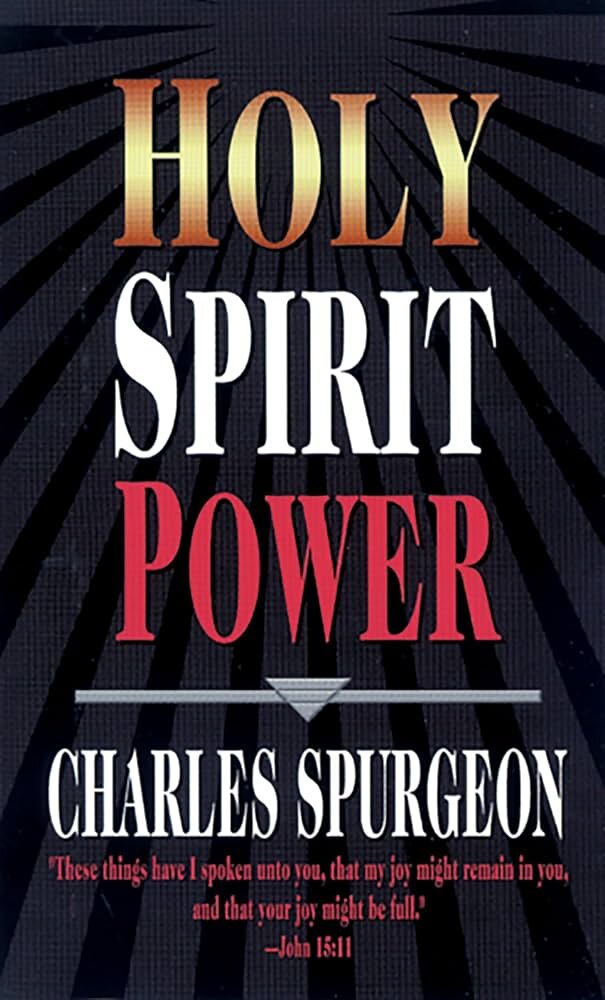 HOLY
SPIRIT
POWER
CHARLES SPURGEON
"These things have I spoken unto you, that my joy might remain in you,
and that your joy might be full."
—John 15:11